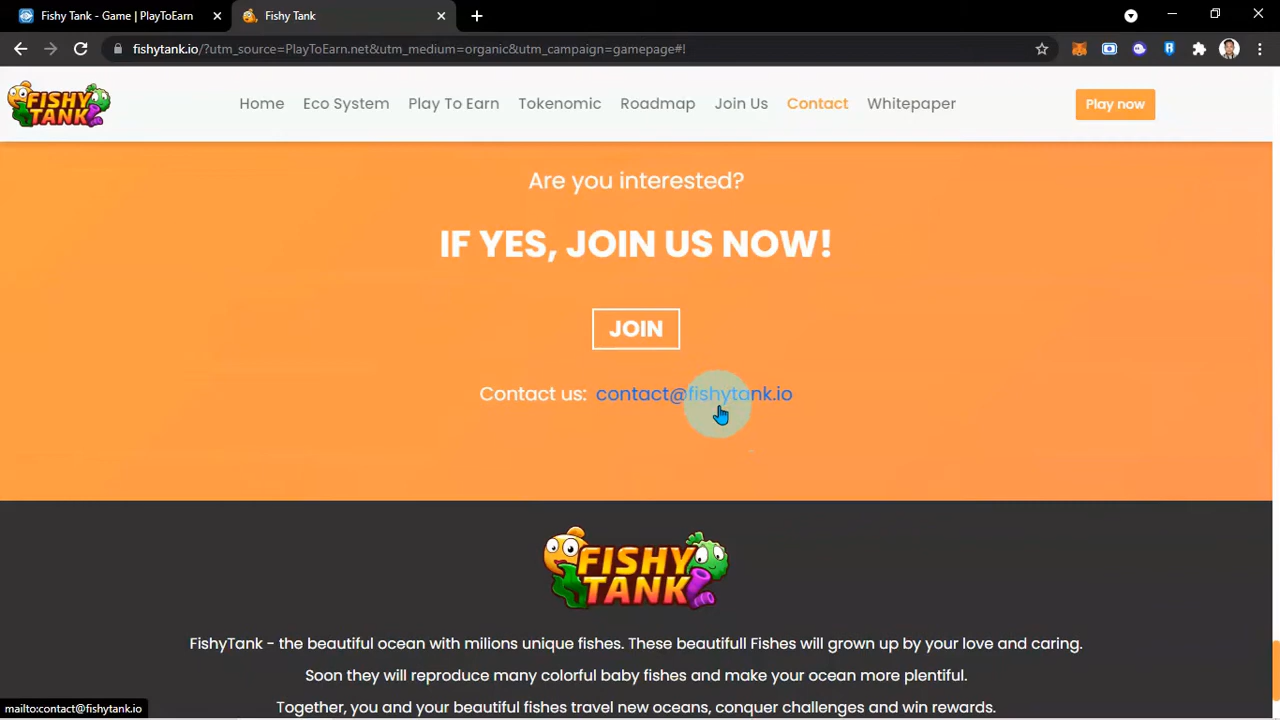 Fishy Tank - Game | PlayToEarn
Fishy Tank
fishytank.io/?utm_source=PlayToEarn.net&utm_medium=organic&utm_campaign=gamepage#!
FISHY
TANK
Home Eco System Play To Earn Tokenomic Roadmap Join Us Contact Whitepaper
Play now
Are you interested?
IF YES, JOIN US NOW!
JOIN
Contact us: contact@fishytank.io
FISHY
TANK
FishyTank - the beautiful ocean with milions unique fishes. These beautifull Fishes will grown up by your love and caring.
Soon they will reproduce many colorful baby fishes and make your ocean more plentiful.
Together, you and your beautiful fishes travel new oceans, conquer challenges and win rewards.
mailto:contact@fishytank.io